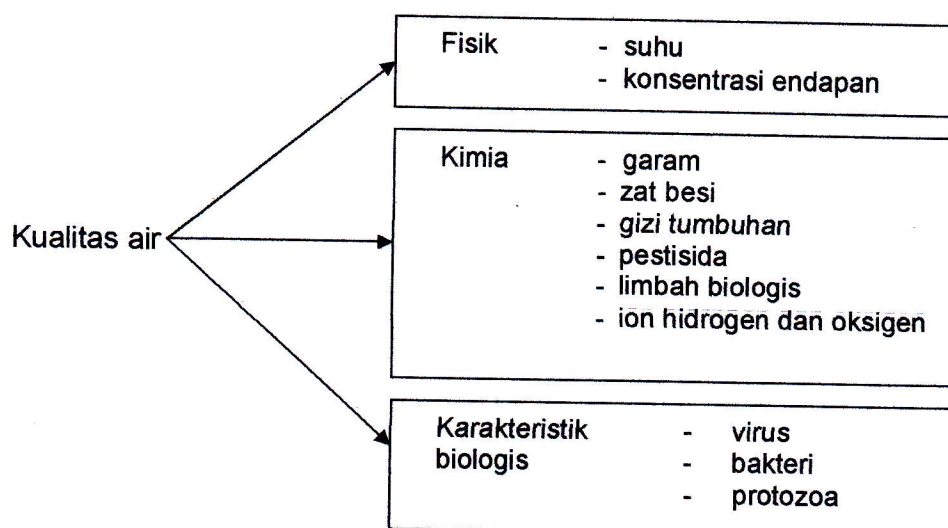 Fisik - suhu
- konsentrasi endapan
Kimia - garam
- zat besi
- gizi tumbuhan
- pestisida
- limbah biologis
- ion hidrogen dan oksigen
Kualitas air
Karakteristik biologis - virus
- bakteri
- protozoa